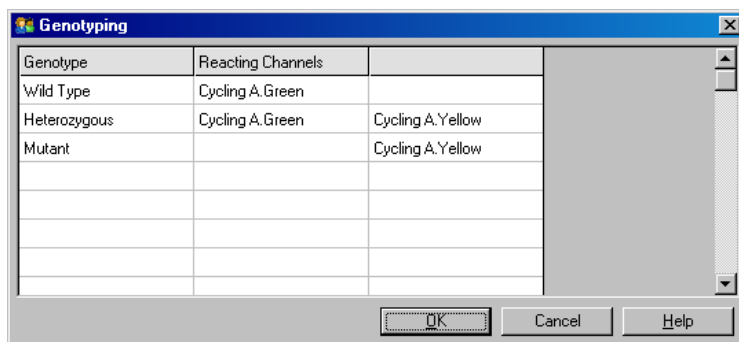 Genotyping
Genotype Reacting Channels
Wild Type Cycling A.Green
Heterozygous Cycling A.Green Cycling A.Yellow
Mutant Cycling A.Yellow
OK Cancel Help